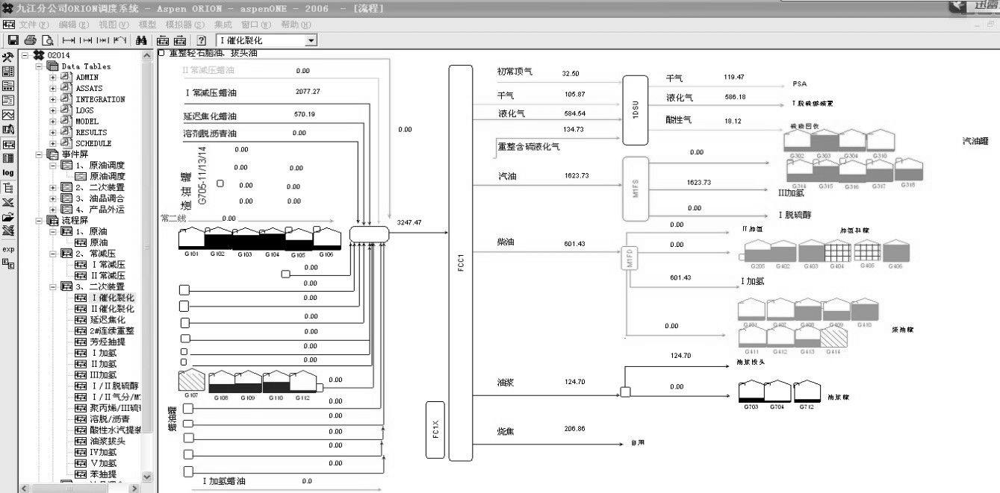 九江分公司ORION调度系统 - Aspen ORION - aspenONE - 2006 - [流程]
迅雷
文件(F) 编辑(E) 视图(V) 模型 模拟器(S) 集成 窗口(W) 帮助(H)
I 催化裂化
log
exp
02014
Data Tables
ADMIN
ASSAYS
INTEGRATION
LOGS
MODEL
RESULTS
SCHEDULE
事件屏
1、原油调度
原油调度
2、二次装置
3、油品调合
4、产品外运
流程屏
1、原油
原油
2、常减压
I 常减压
II 常减压
3、二次装置
I 催化裂化
II 催化裂化
延迟焦化
2#连续重整
芳烃抽提
I 加氢
II 加氢
III加氢
I/II脱硫醇
I/II气分/M
聚丙烯/III硫
溶脱/沥青
酸性水汽提装
油浆拔头
IV加氢
V加氢
苯抽提
重整轻石脑油、拔头油
II 常减压蜡油 0.00
I 常减压蜡油 2077.27
延迟焦化蜡油 570.19
溶剂脱沥青油 0.00
0.00
渣油罐
G705-11/13/14
0.00
0.00 0.00
0.00 0.00
0.00 0.00
常二线 0.00
G101 G102 G103 G104 G105 G106
3247.47
0.00
0.00
0.00
0.00
0.00
0.00
0.00
G107 G108 G109 G110 G112
0.00
蜡油罐
0.00
0.00
0.00
0.00
0.00
I 加氢蜡油 0.0
FCC1
FC1X
初常顶气 32.50
干气 105.87
液化气 584.54
134.73
重整含硫液化气
1DSU
干气 119.47 PSA
液化气 586.18 I 脱硫醇装置
酸性气 18.12 硫磺回收
汽油 1623.73
M1FS
0.00
1623.73 III加氢
0.00 I 脱硫醇
G302 G303 G304 G310
G314 G315 G316 G317 G318
汽油罐
柴油 601.43
M1FD
0.00 II 加氢
0.00
601.43 I 加氢
0.00
加氢料罐
G205 G402 G403 G404 G405 G406
G401 G407 G408 G409 G410
G411 G412 G413 G414
柴油罐
油浆 124.70
124.70 油浆拔头
0.00
G703 G704 G712
油浆罐
烧焦 206.86 自用